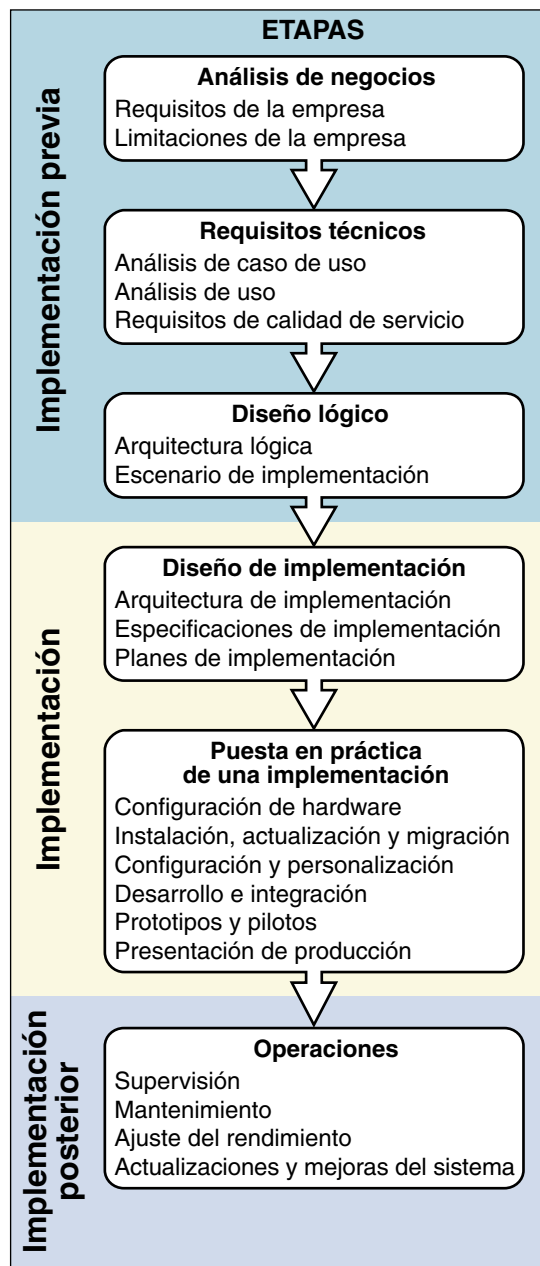 ETAPAS
Implementación previa
Análisis de negocios
Requisitos de la empresa
Limitaciones de la empresa
Requisitos técnicos
Análisis de caso de uso
Análisis de uso
Requisitos de calidad de servicio
Diseño lógico
Arquitectura lógica
Escenario de implementación
Implementación
Diseño de implementación
Arquitectura de implementación
Especificaciones de implementación
Planes de implementación
Puesta en práctica
de una implementación
Configuración de hardware
Instalación, actualización y migración
Configuración y personalización
Desarrollo e integración
Prototipos y pilotos
Presentación de producción
Implementación
posterior
Operaciones
Supervisión
Mantenimiento
Ajuste del rendimiento
Actualizaciones y mejoras del sistema